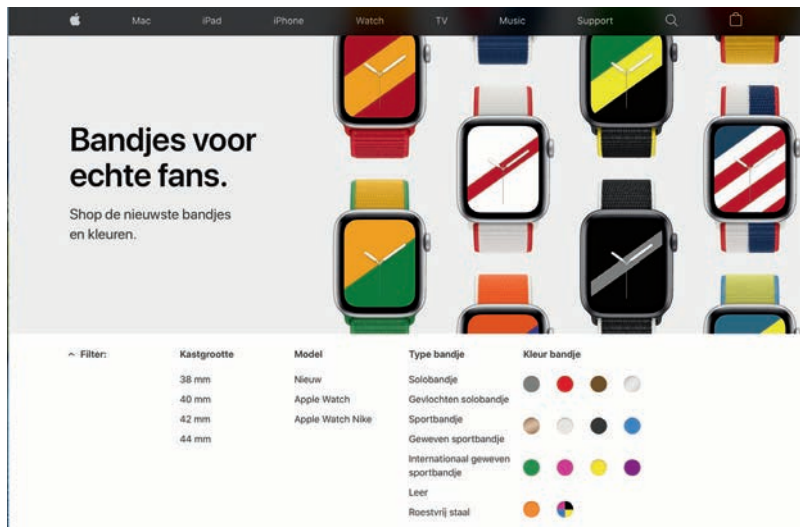 Mac iPad iPhone Watch TV Music Support
Bandjes voor
echte fans.
Shop de nieuwste bandjes
en kleuren.
Filter: Kastgrootte Model Type bandje Kleur bandje
38 mm Nieuw Solobandje
40 mm Apple Watch Gevlochten solobandje
42 mm Apple Watch Nike Sportbandje
44 mm Geweven sportbandje
Internationaal geweven
sportbandje
Leer
Roestvrij staal